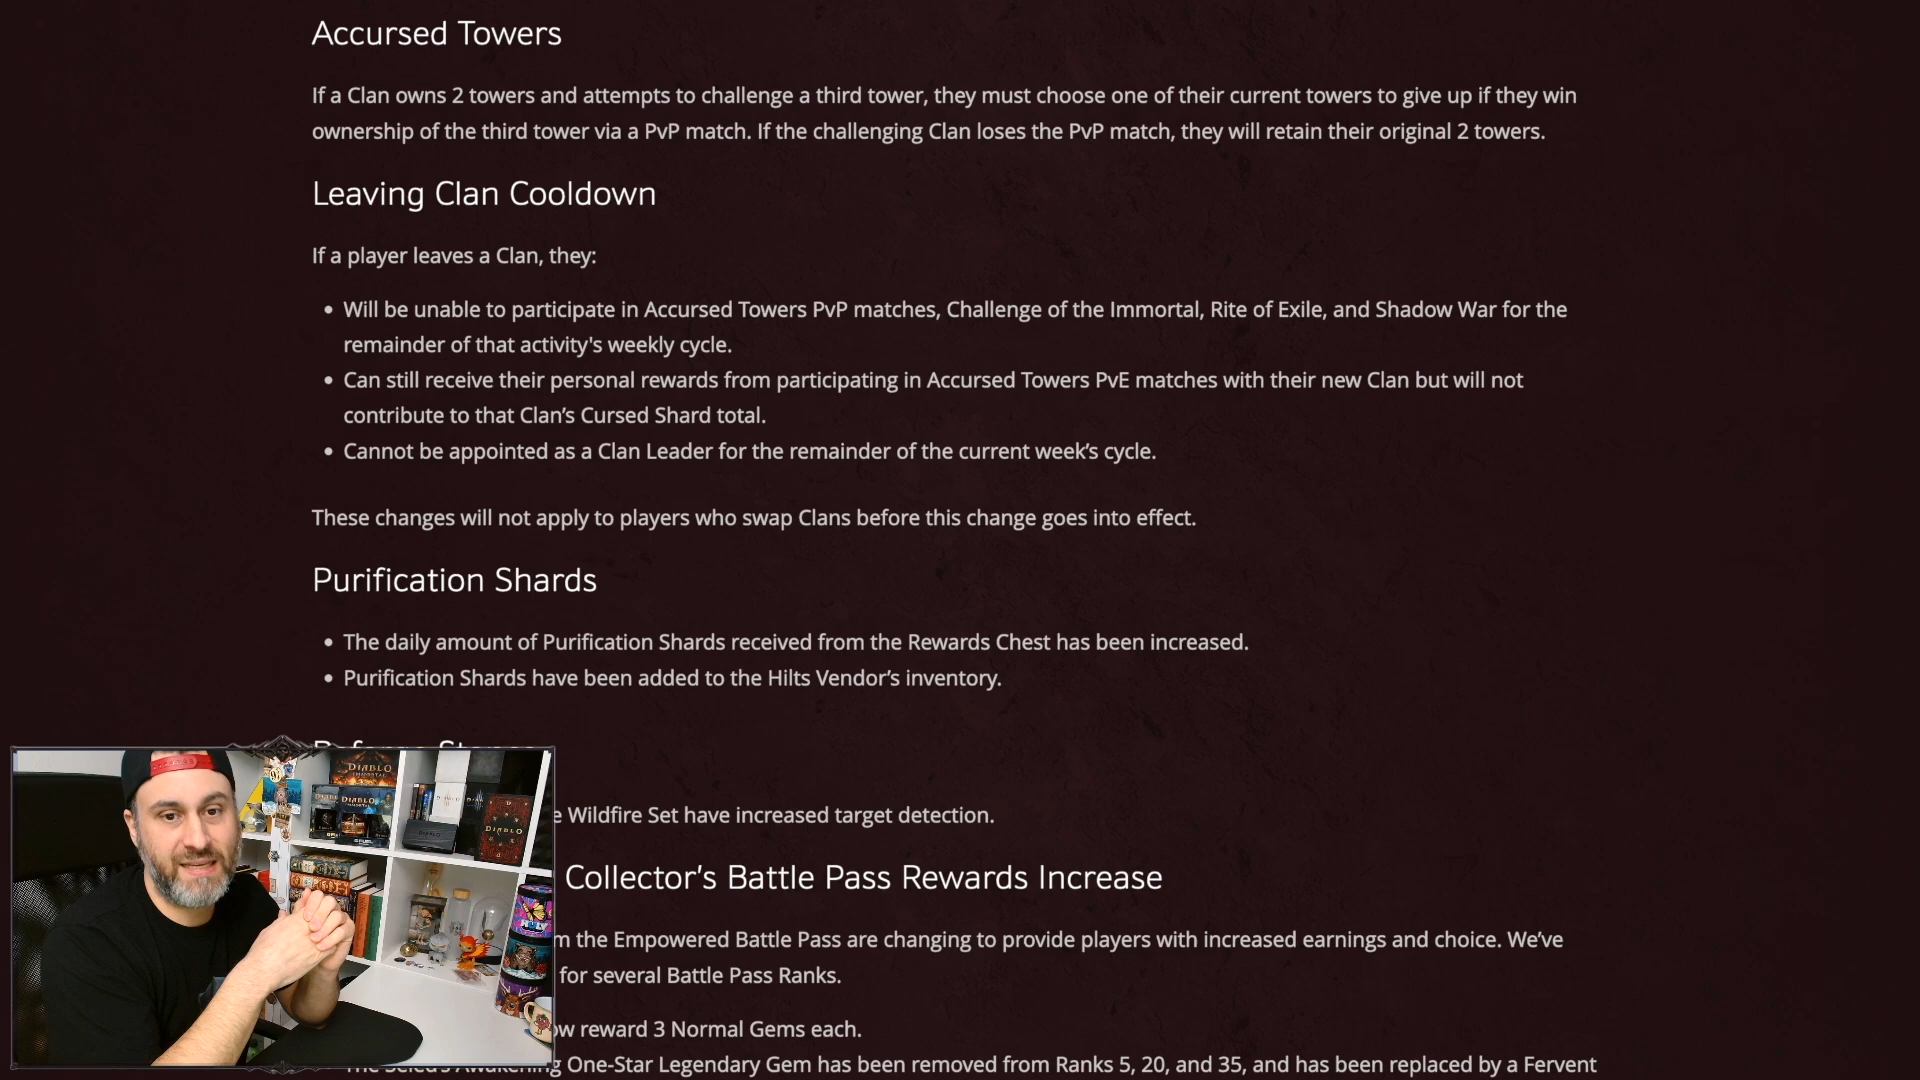 Accursed Towers
If a Clan owns 2 towers and attempts to challenge a third tower, they must choose one of their current towers to give up if they win
ownership of the third tower via a PvP match. If the challenging Clan loses the PvP match, they will retain their original 2 towers.
Leaving Clan Cooldown
If a player leaves a Clan, they:
• Will be unable to participate in Accursed Towers PvP matches, Challenge of the Immortal, Rite of Exile, and Shadow War for the
remainder of that activity's weekly cycle.
• Can still receive their personal rewards from participating in Accursed Towers PvE matches with their new Clan but will not
contribute to that Clan's Cursed Shard total.
• Cannot be appointed as a Clan Leader for the remainder of the current week's cycle.
These changes will not apply to players who swap Clans before this change goes into effect.
Purification Shards
• The daily amount of Purification Shards received from the Rewards Chest has been increased.
• Purification Shards have been added to the Hilts Vendor's inventory.
Wildfire Set have increased target detection.
Collector's Battle Pass Rewards Increase
the Empowered Battle Pass are changing to provide players with increased earnings and choice. We've
for several Battle Pass Ranks.
reward 3 Normal Gems each.
One-Star Legendary Gem has been removed from Ranks 5, 20, and 35, and has been replaced by a Fervent
DIABLO
IMMORTAL
DIABLO
DIABLO